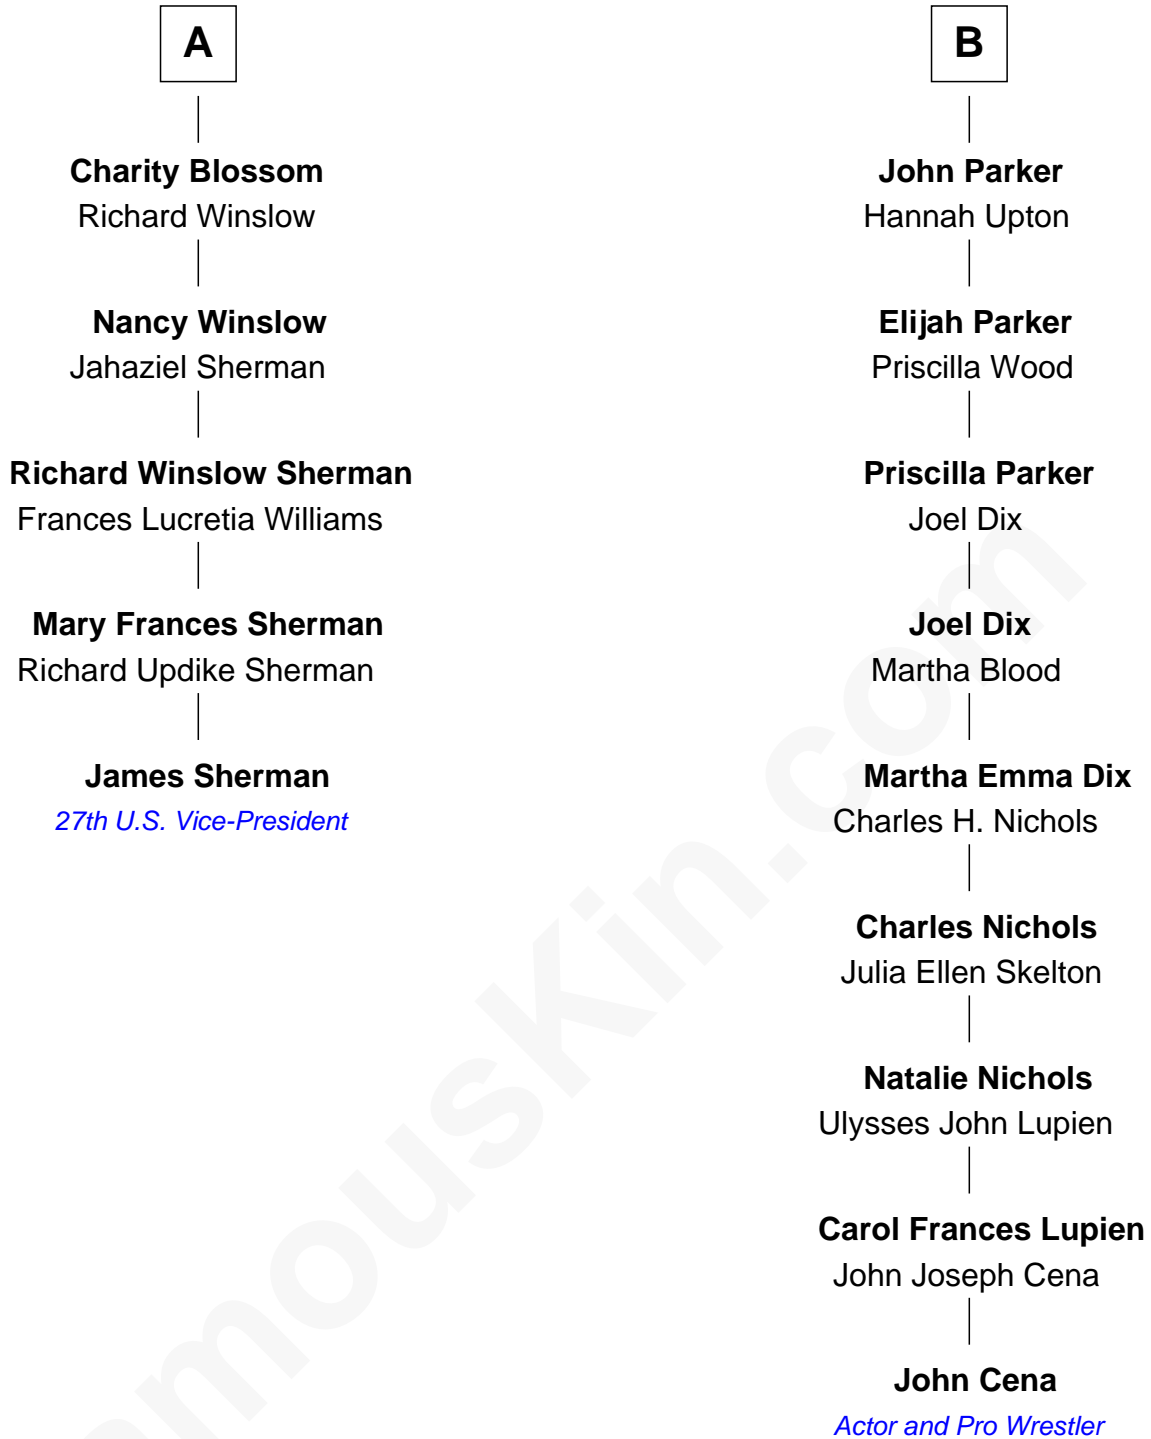 A
Charity Blossom
Richard Winslow
Nancy Winslow
Jahaziel Sherman
Richard Winslow Sherman
Frances Lucretia Williams
Mary Frances Sherman
Richard Updike Sherman
James Sherman
27th U.S. Vice-President
B
John Parker
Hannah Upton
Elijah Parker
Priscilla Wood
Priscilla Parker
Joel Dix
Joel Dix
Martha Blood
Martha Emma Dix
Charles H. Nichols
Charles Nichols
Julia Ellen Skelton
Natalie Nichols
Ulysses John Lupien
Carol Frances Lupien
John Joseph Cena
John Cena
Actor and Pro Wrestler
amouskin.com